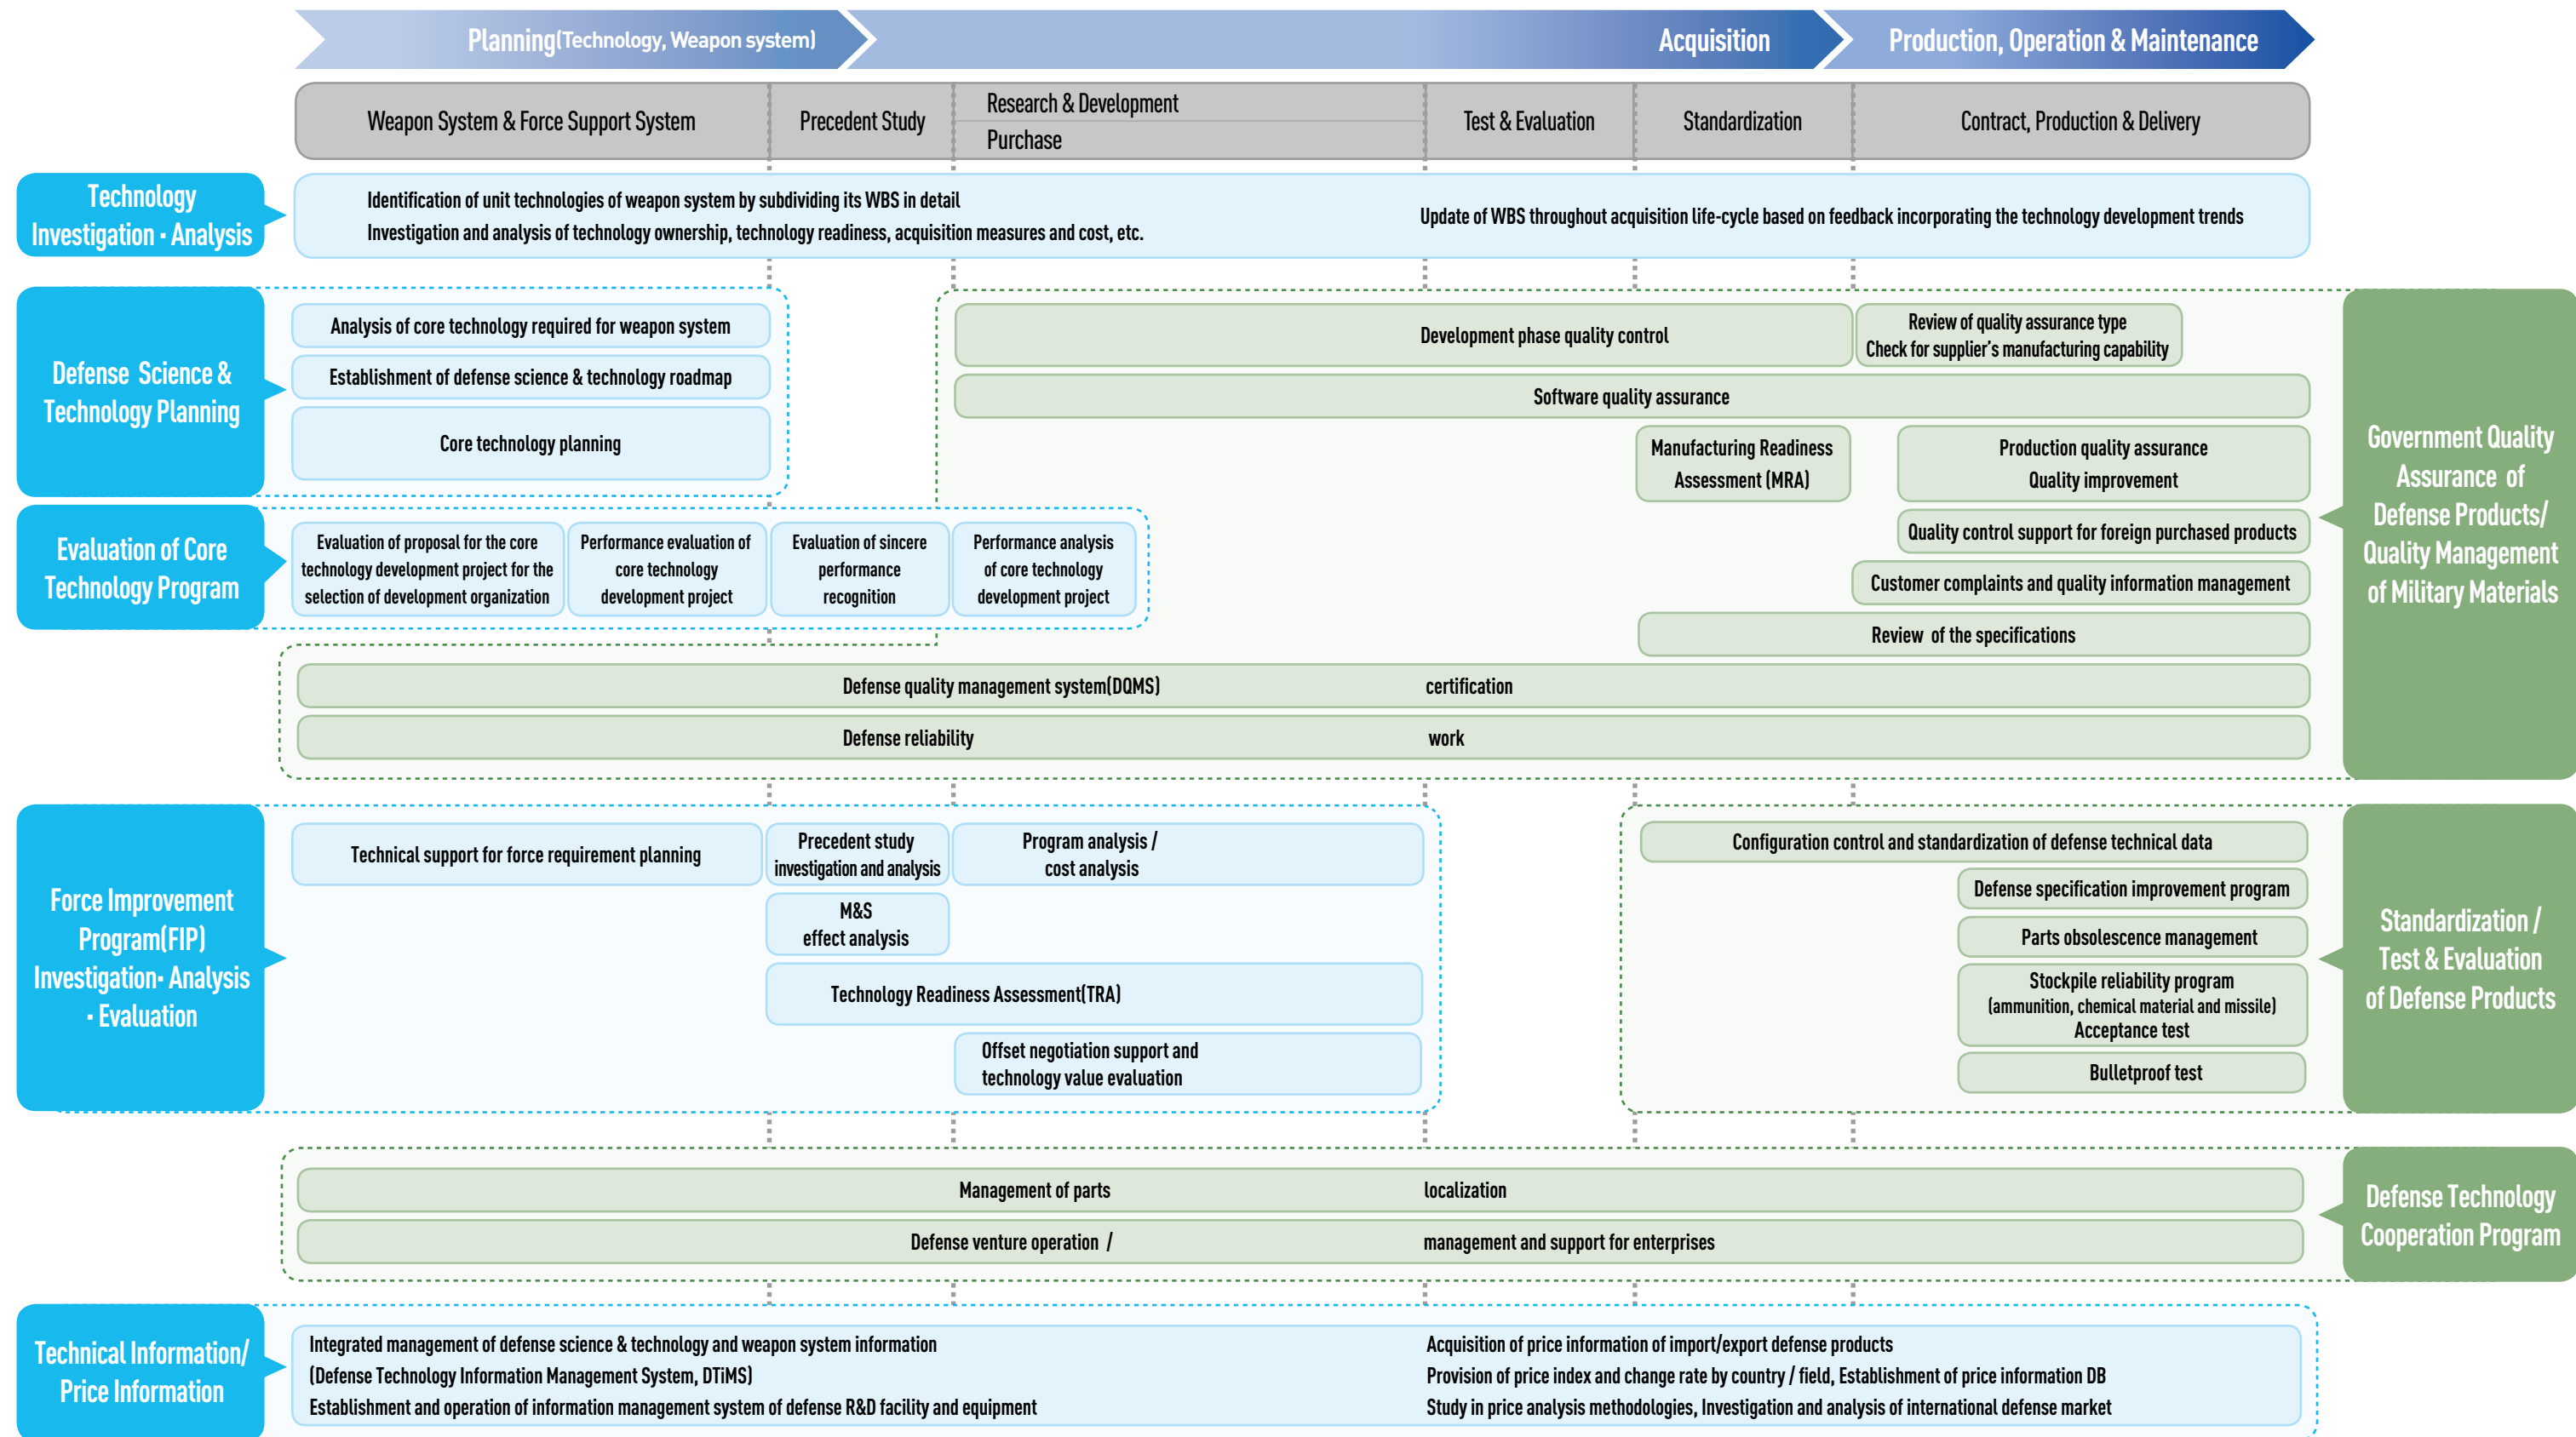 Planning(Technology, Weapon system)
Acquisition
Production, Operation & Maintenance
Weapon System & Force Support System
Precedent Study
Research & Development
Purchase
Test & Evaluation
Standardization
Contract, Production & Delivery
Technology
Investigation · Analysis
Identification of unit technologies of weapon system by subdividing its WBS in detail
Investigation and analysis of technology ownership, technology readiness, acquisition measures and cost, etc.
Update of WBS throughout acquisition life-cycle based on feedback incorporating the technology development trends
Defense Science &
Technology Planning
Analysis of core technology required for weapon system
Establishment of defense science & technology roadmap
Core technology planning
Evaluation of Core
Technology Program
Evaluation of proposal for the core
technology development project for the
selection of development organization
Performance evaluation of
core technology
development project
Evaluation of sincere
performance
recognition
Performance analysis
of core technology
development project
Development phase quality control
Review of quality assurance type
Check for supplier's manufacturing capability
Software quality assurance
Manufacturing Readiness
Assessment (MRA)
Production quality assurance
Quality improvement
Quality control support for foreign purchased products
Customer complaints and quality information management
Review of the specifications
Defense quality management system(DQMS) certification
Defense reliability work
Government Quality
Assurance of
Defense Products/
Quality Management
of Military Materials
Force Improvement
Program(FIP)
Investigation· Analysis
· Evaluation
Technical support for force requirement planning
Precedent study
investigation and analysis
Program analysis /
cost analysis
M&S
effect analysis
Technology Readiness Assessment(TRA)
Offset negotiation support and
technology value evaluation
Configuration control and standardization of defense technical data
Defense specification improvement program
Parts obsolescence management
Stockpile reliability program
(ammunition, chemical material and missile)
Acceptance test
Bulletproof test
Standardization /
Test & Evaluation
of Defense Products
Management of parts localization
Defense venture operation / management and support for enterprises
Defense Technology
Cooperation Program
Technical Information/
Price Information
Integrated management of defense science & technology and weapon system information
(Defense Technology Information Management System, DTiMS)
Establishment and operation of information management system of defense R&D facility and equipment
Acquisition of price information of import/export defense products
Provision of price index and change rate by country / field, Establishment of price information DB
Study in price analysis methodologies, Investigation and analysis of international defense market